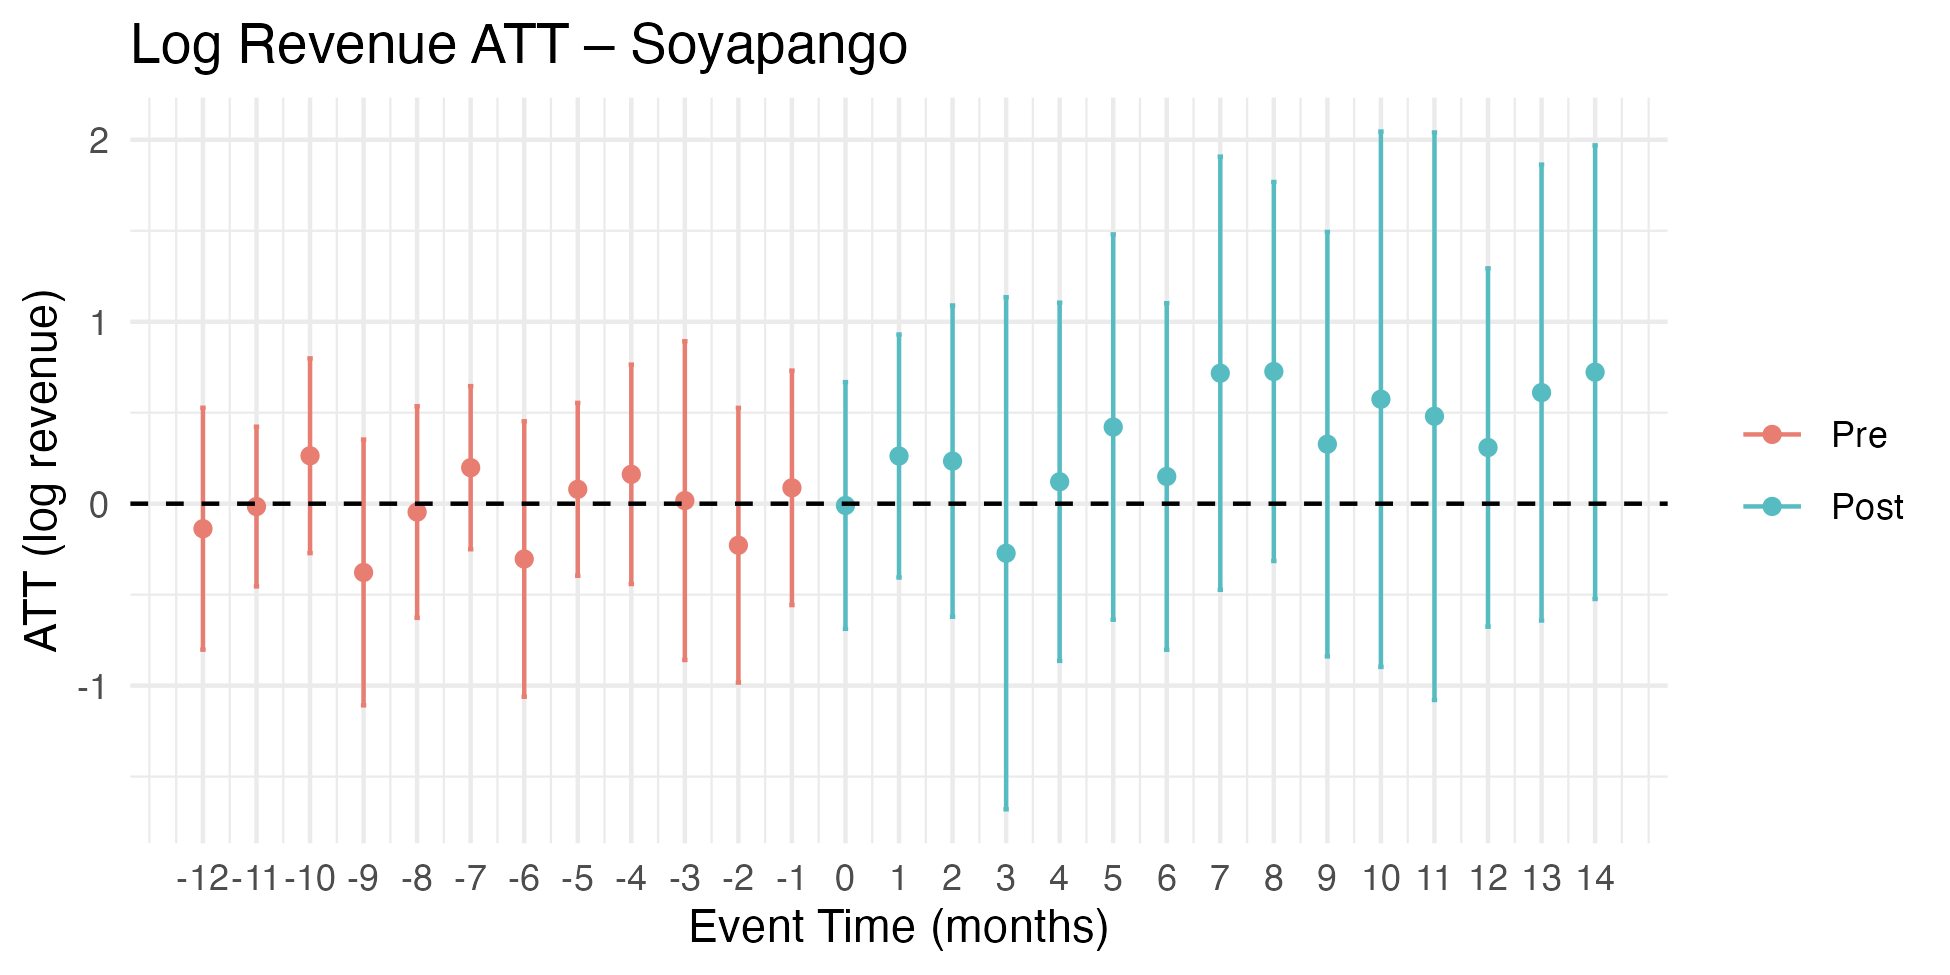 Log Revenue ATT – Soyapango
ATT (log revenue)
2
1
0
-1
-12 -11 -10 -9 -8 -7 -6 -5 -4 -3 -2 -1 0 1 2 3 4 5 6 7 8 9 10 11 12 13 14
Event Time (months)
Pre
Post